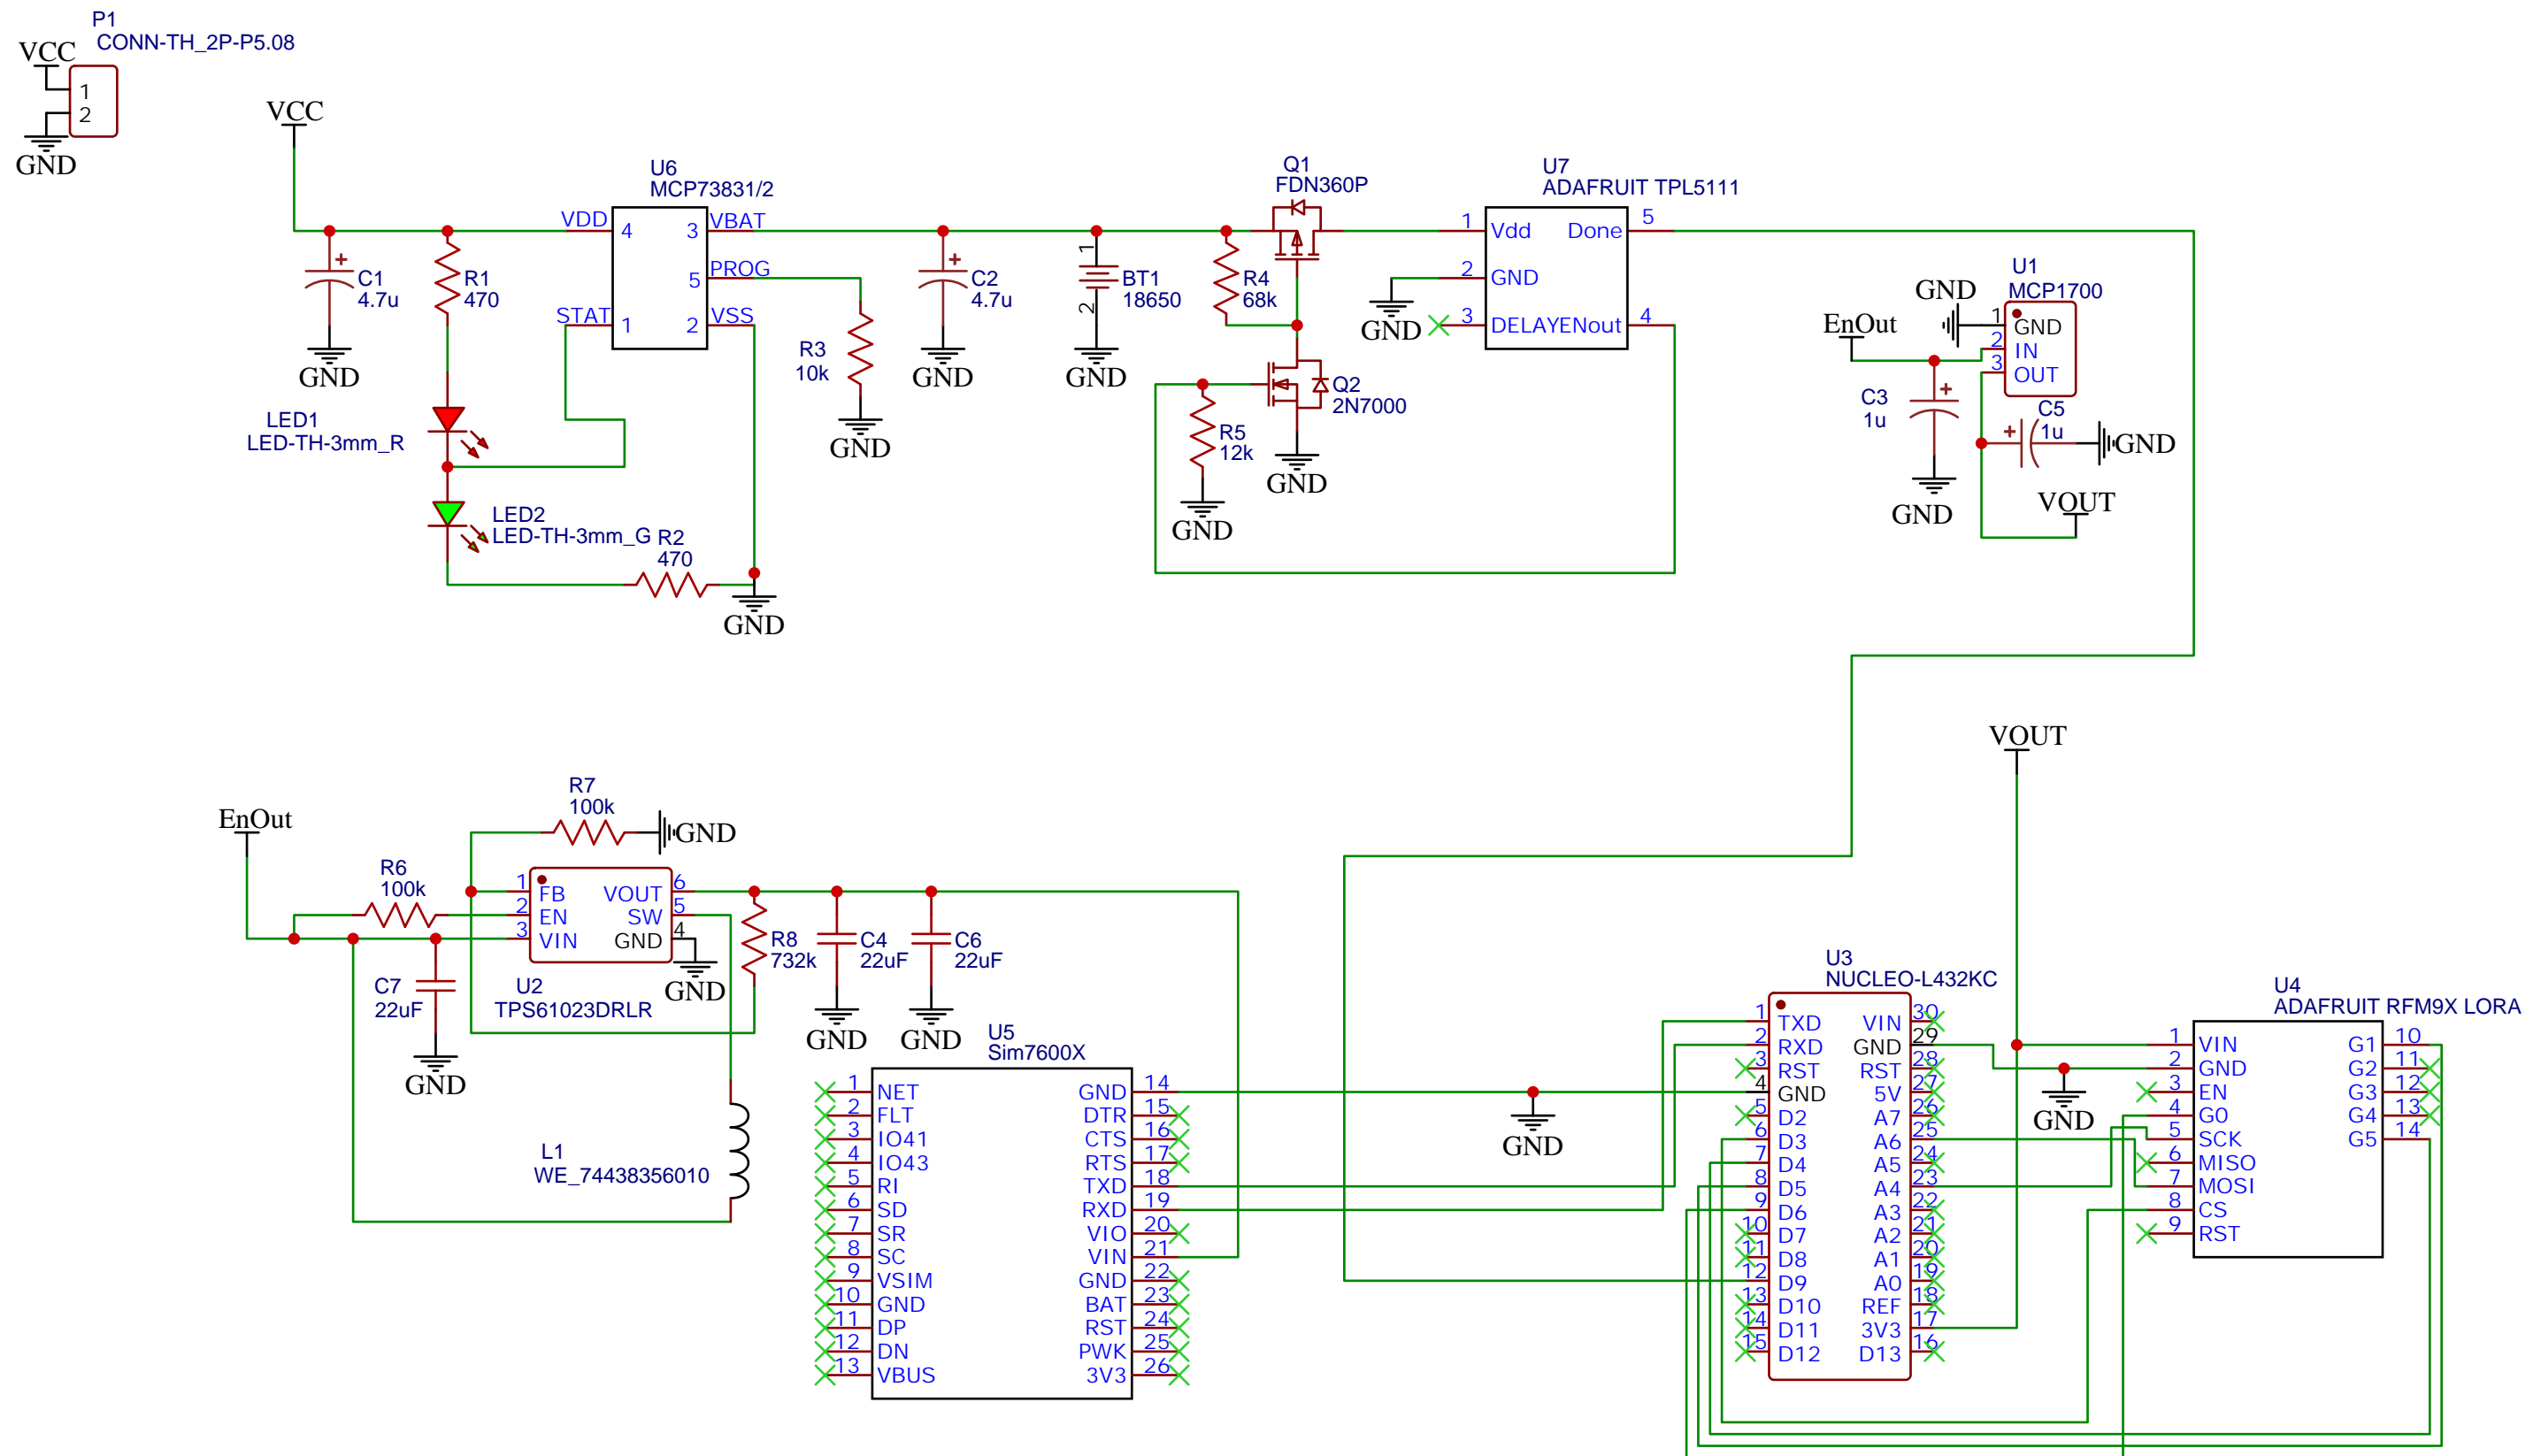 P1
CONN-TH_2P-P5.08
VCC
1
2
GND
VCC
C1
4.7u
GND
R1
470
LED1
LED-TH-3mm_R
LED2
LED-TH-3mm_G
R2
470
GND
U6
MCP73831/2
VDD
4
3
VBAT
5
PROG
STAT
1
2
VSS
R3
10k
GND
C2
4.7u
GND
1
BT1
18650
2
GND
R4
68k
Q1
FDN360P
Q2
2N7000
GND
R5
12k
GND
U7
ADAFRUIT TPL5111
1
Vdd
Done
5
2
GND
3
DELAYENout
4
GND
U1
MCP1700
GND
1
GND
2
IN
3
OUT
EnOut
C3
1u
GND
C5
1u
GND
VOUT
EnOut
R7
100k
GND
R6
100k
1
FB
VOUT
6
2
EN
SW
5
3
VIN
GND
4
U2
TPS61023DRLR
GND
C7
22uF
GND
R8
732k
C4
22uF
GND
C6
22uF
GND
L1
WE_74438356010
U5
Sim7600X
1
NET
GND
14
2
FLT
DTR
15
3
IO41
CTS
16
4
IO43
RTS
17
5
RI
TXD
18
6
SD
RXD
19
7
SR
VIO
20
8
SC
VIN
21
9
VSIM
GND
22
10
GND
BAT
23
11
DP
RST
24
12
DN
PWK
25
13
VBUS
3V3
26
GND
VOUT
U3
NUCLEO-L432KC
1
TXD
VIN
30
2
RXD
GND
29
3
RST
RST
28
4
GND
5V
27
5
D2
A7
26
6
D3
A6
25
7
D4
A5
24
8
D5
A4
23
9
D6
A3
22
10
D7
A2
21
11
D8
A1
20
12
D9
A0
19
13
D10
REF
18
14
D11
3V3
17
15
D12
D13
16
GND
U4
ADAFRUIT RFM9X LORA
1
VIN
G1
10
2
GND
G2
11
3
EN
G3
12
4
G0
G4
13
5
SCK
G5
14
6
MISO
7
MOSI
8
CS
9
RST